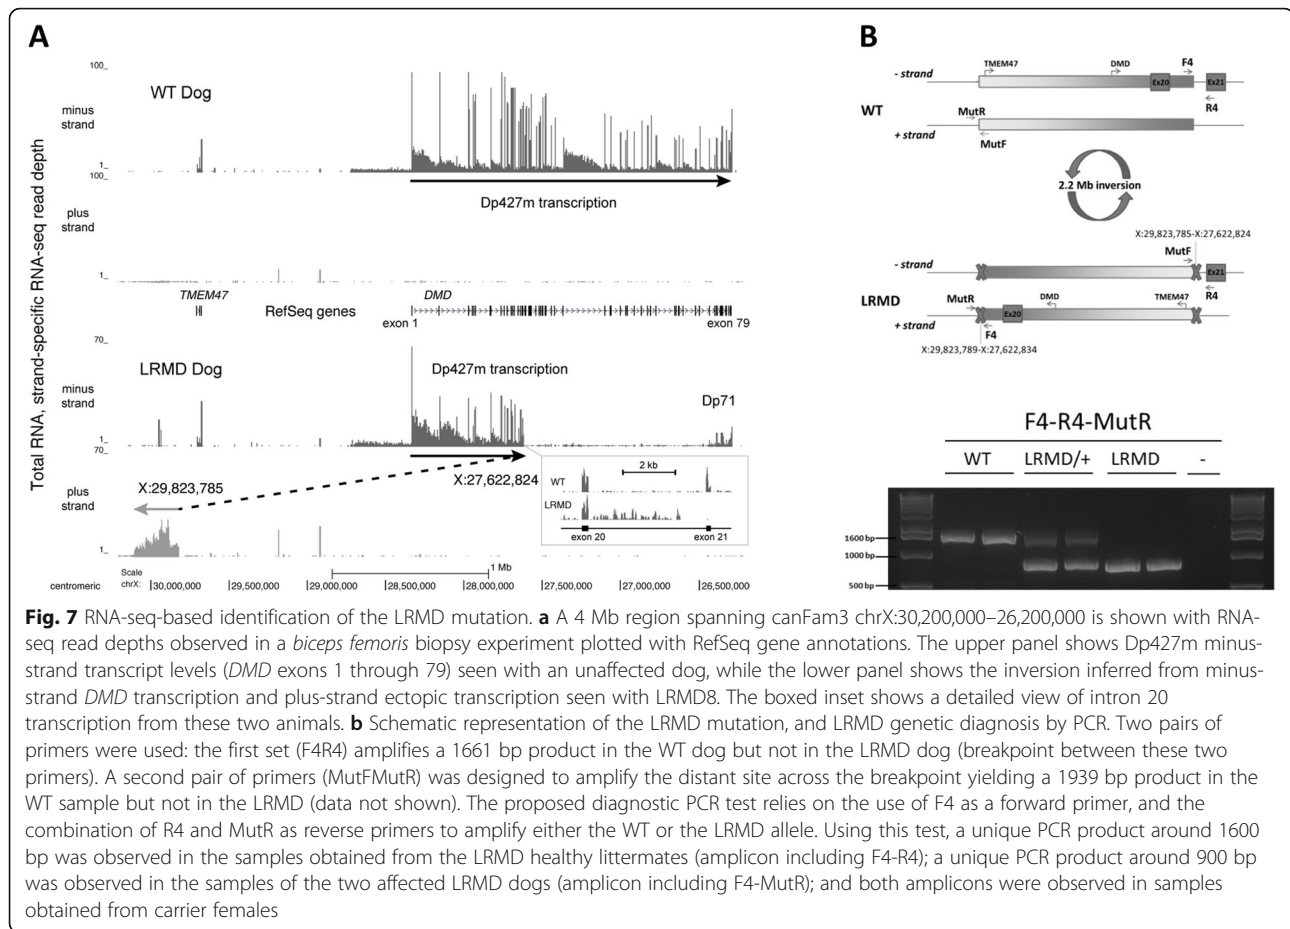 A
100_
WT Dog
minus
strand
1_
100_
Dp427m transcription
plus
strand
1_
TMEM47
DMD
RefSeq genes
exon 1
exon 79
70_
LRMD Dog
Dp427m transcription
minus
strand
Dp71
1_
70_
X:29,823,785
X:27,622,824
plus
strand
1_
2 kb
WT
LRMD
exon 20
exon 21
Total RNA, strand-specific RNA-seq read depth
Scale
1 Mb
centromeric
chrX:
|30,000,000
|29,500,000
|29,000,000
|28,500,000
|28,000,000
|27,500,000
|27,000,000
|26,500,000
B
- strand
TMEM47
DMD
F4
Ex20
Ex21
R4
WT
MutR
+ strand
MutF
2.2 Mb inversion
X:29,823,785-X:27,622,824
MutF
- strand
Ex21
R4
LRMD
MutR
DMD
TMEM47
Ex20
+ strand
F4
X:29,823,789-X:27,622,834
F4-R4-MutR
WT LRMD/+ LRMD -
1600 bp
1000 bp
500 bp
Fig. 7 RNA-seq-based identification of the LRMD mutation. a A 4 Mb region spanning canFam3 chrX:30,200,000–26,200,000 is shown with RNA-
seq read depths observed in a biceps femoris biopsy experiment plotted with RefSeq gene annotations. The upper panel shows Dp427m minus-
strand transcript levels (DMD exons 1 through 79) seen with an unaffected dog, while the lower panel shows the inversion inferred from minus-
strand DMD transcription and plus-strand ectopic transcription seen with LRMD8. The boxed inset shows a detailed view of intron 20
transcription from these two animals. b Schematic representation of the LRMD mutation, and LRMD genetic diagnosis by PCR. Two pairs of
primers were used: the first set (F4R4) amplifies a 1661 bp product in the WT dog but not in the LRMD dog (breakpoint between these two
primers). A second pair of primers (MutFMutR) was designed to amplify the distant site across the breakpoint yielding a 1939 bp product in the
WT sample but not in the LRMD (data not shown). The proposed diagnostic PCR test relies on the use of F4 as a forward primer, and the
combination of R4 and MutR as reverse primers to amplify either the WT or the LRMD allele. Using this test, a unique PCR product around 1600
bp was observed in the samples obtained from the LRMD healthy littermates (amplicon including F4-R4); a unique PCR product around 900 bp
was observed in the samples of the two affected LRMD dogs (amplicon including F4-MutR); and both amplicons were observed in samples
obtained from carrier females